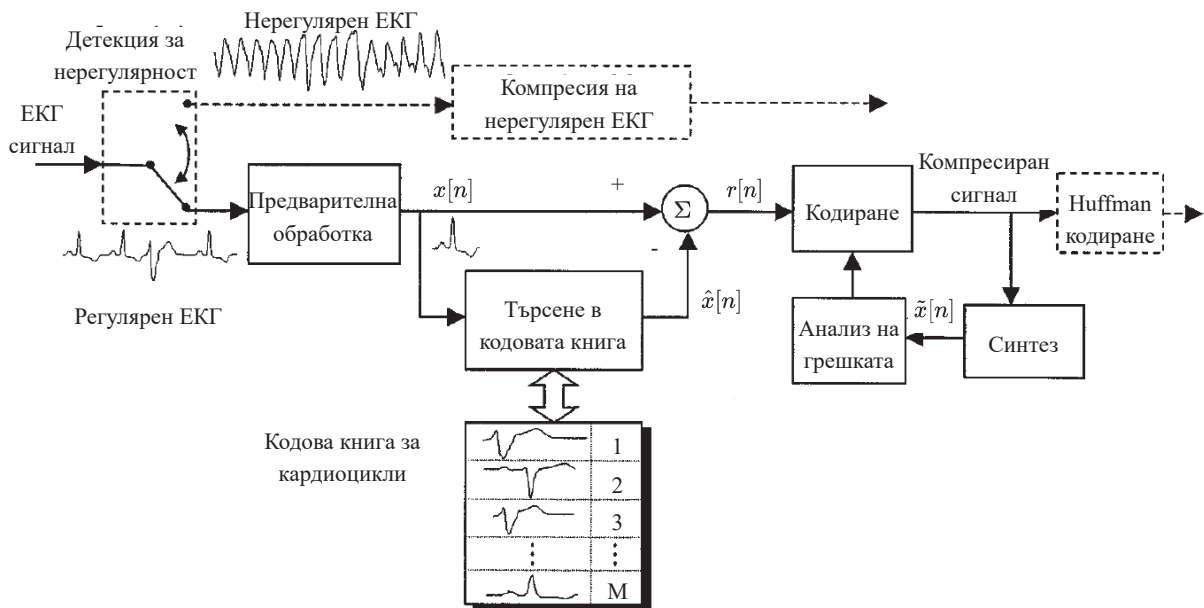 Нерегулярен ЕКГ
Детекция за
нерегулярност
Компресия на
нерегулярен ЕКГ
ЕКГ
сигнал
Предварителна
обработка
x[n]
+
Σ
-
r[n]
Кодиране
Компресиран
сигнал
Huffman
кодиране
Регулярен ЕКГ
Търсене в
кодовата книга
x̂[n]
Анализ на
грешката
x̃[n]
Синтез
Кодова книга за
кардиоцикли
1
2
3
М